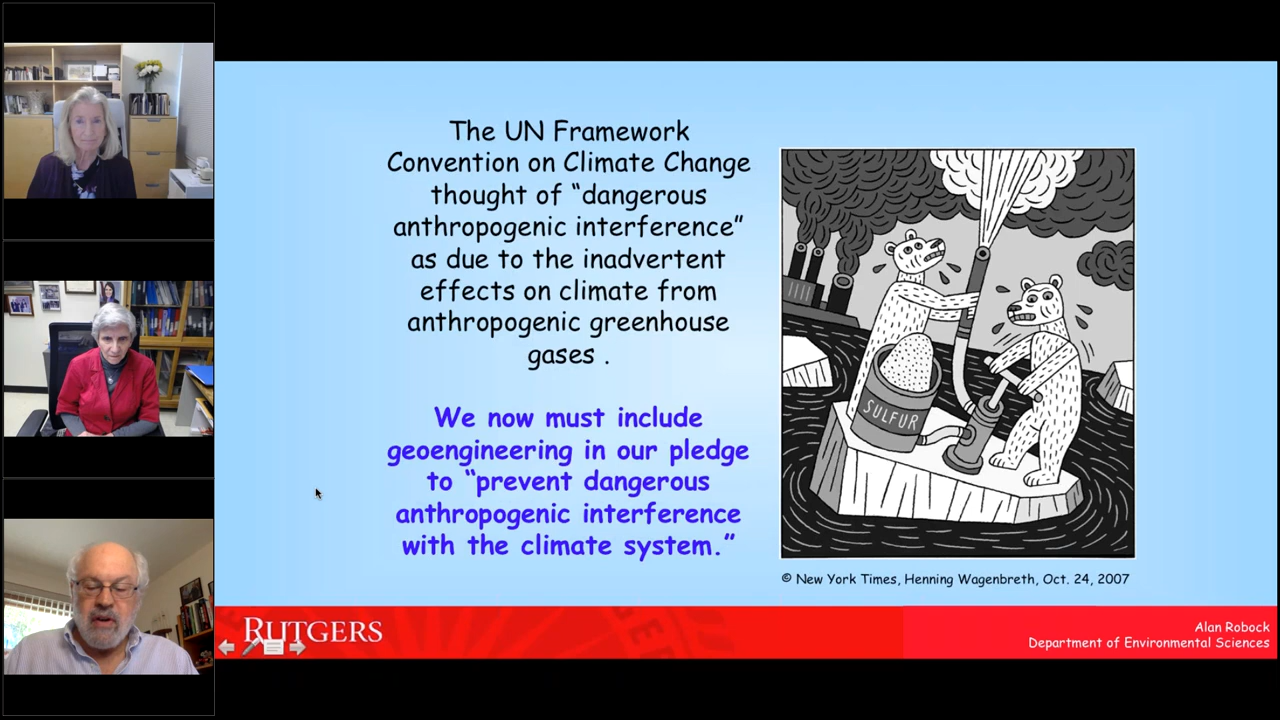 The UN Framework
Convention on Climate Change
thought of “dangerous
anthropogenic interference”
as due to the inadvertent
effects on climate from
anthropogenic greenhouse
gases .
We now must include
geoengineering in our pledge
to “prevent dangerous
anthropogenic interference
with the climate system.”
SULFUR
© New York Times, Henning Wagenbreth, Oct. 24, 2007
RUTGERS
Alan Robock
Department of Environmental Sciences